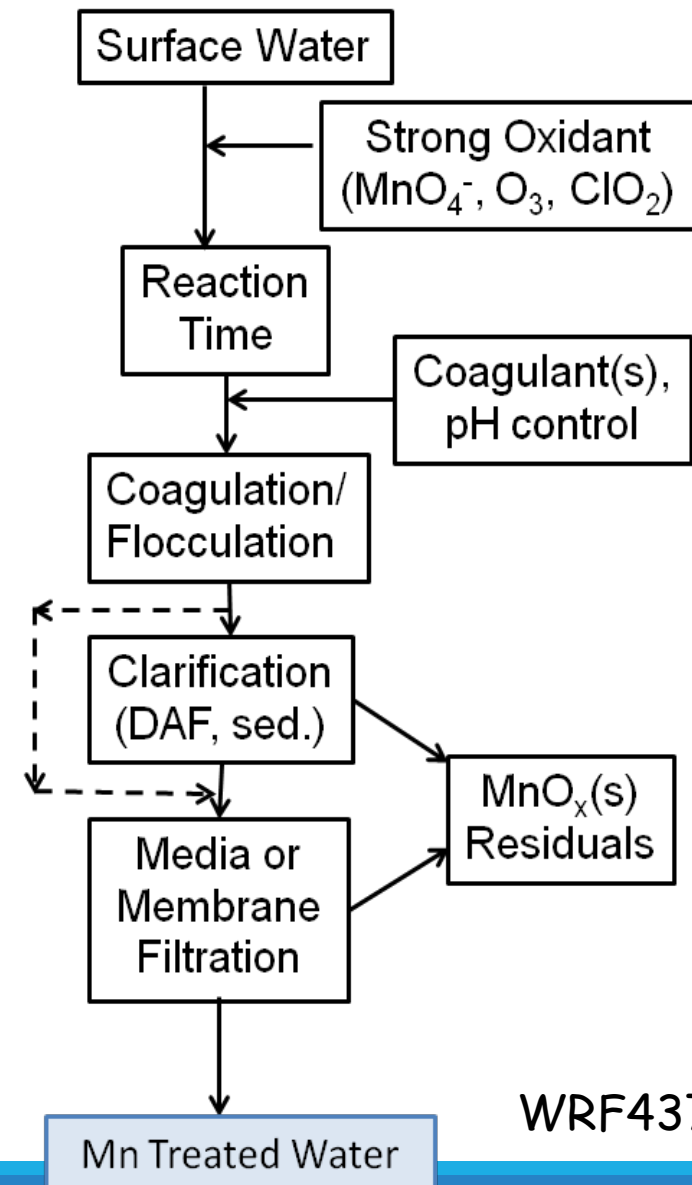 Surface Water
Strong Oxidant
(MnO₄⁻, O₃, ClO₂)
Reaction
Time
Coagulant(s),
pH control
Coagulation/
Flocculation
Clarification
(DAF, sed.)
MnOₓ(s)
Residuals
Media or
Membrane
Filtration
WRF437
Mn Treated Water